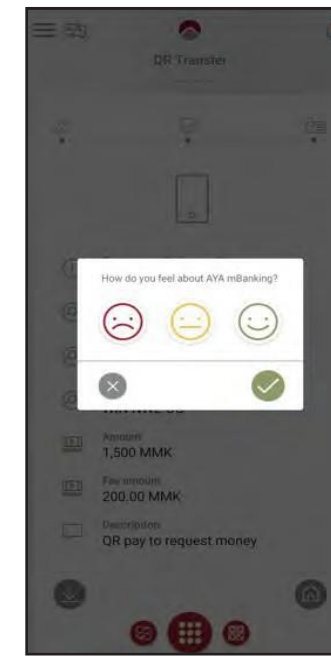 QR Transfer
How do you feel about AYA mBanking?
Amount
1,500 MMK
Fee amount
200.00 MMK
Description
QR pay to request money